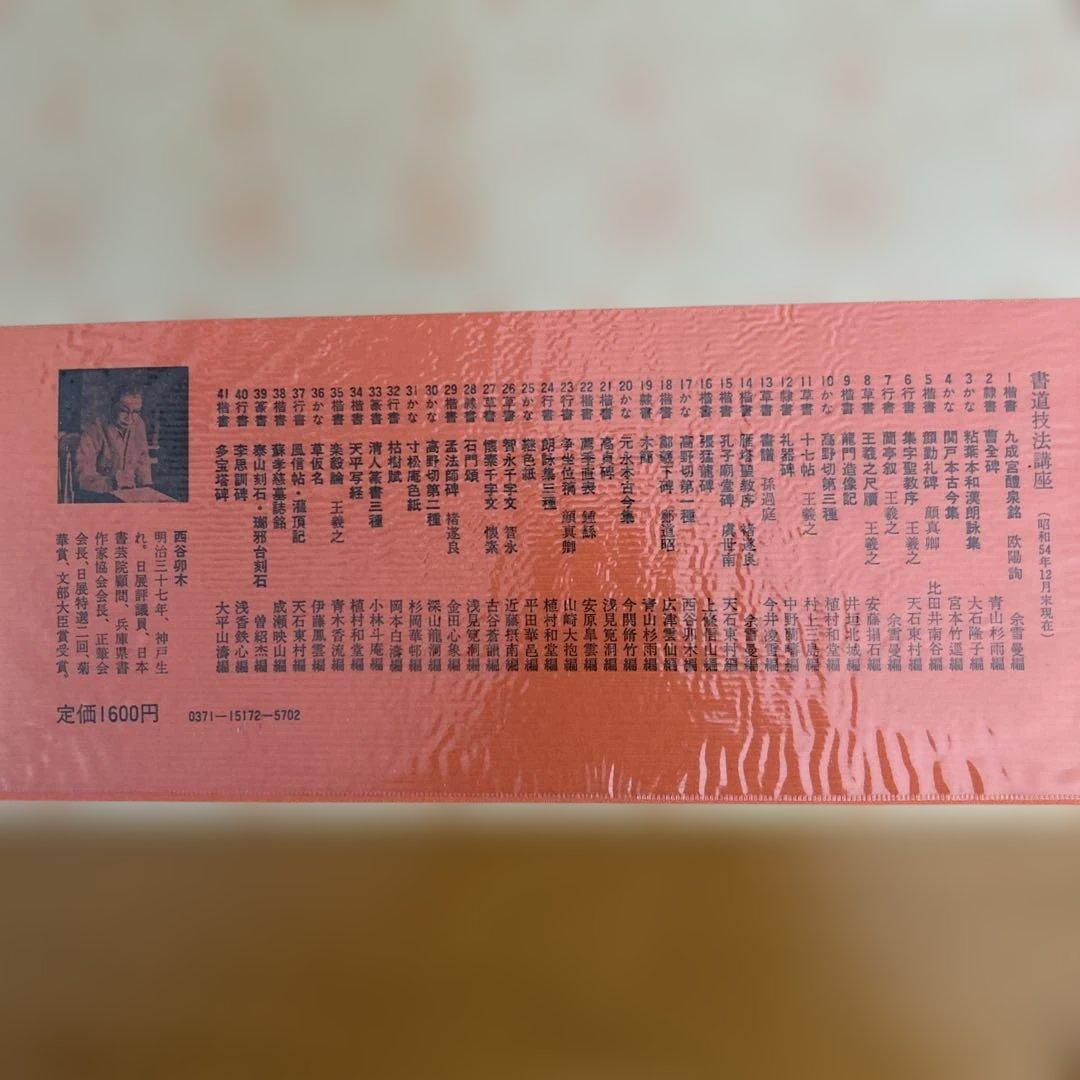 書道技法講座 (昭和54年12月末現在)
1 楷書 九成宮醴泉銘 欧陽詢 余雪曼編
2 隷書 曹全碑 青山杉雨編
3 かな 粘葉本和漢朗詠集 大石隆子編
4 かな 関戸本古今集 宮本竹逕編
5 楷書 顔勤礼碑 顔真卿 比田井南谷編
6 行書 集字聖教序 王羲之 天石東村編
7 行書 蘭亭叙 王羲之 余雪曼編
8 草書 王羲之尺牘 王羲之 安藤搨石編
9 楷書 龍門造像記 井垣北城編
10 かな 高野切第三種 植村和堂編
11 草書 十七帖 王羲之 村上三島編
12 隷書 礼器碑 中野蘭疇編
13 草書 書譜 孫過庭 今井凌雪編
14 楷書 雁塔聖教序 褚遂良 余雪曼編
15 楷書 孔子廟堂碑 虞世南 天石東村編
16 楷書 張猛龍碑 上條信山編
17 かな 高野切第一種 西谷卯木編
18 楷書 鄭羲下碑 鄭道昭 広津雲仙編
19 隷書 木簡 青山杉雨編
20 かな 元永本古今集 今関脩竹編
21 楷書 高貞碑 浅見筧洞編
22 楷書 薦季直表 鍾繇 安原皐雲編
23 行書 争坐位稿 顔真卿 山崎大抱編
24 かな 朗詠集三種 植村和堂編
25 かな 継色紙 平田華邑編
26 草書 智永千字文 智永 近藤摂南編
27 草書 懐素千字文 懐素 古谷蒼韻編
28 隷書 石門頌 浅見筧洞編
29 楷書 孟法師碑 褚遂良 金田心象編
30 かな 高野切第二種 深山龍洞編
31 かな 寸松庵色紙 杉岡華邨編
32 行書 枯樹賦 岡本白濤編
33 篆書 清人篆書三種 小林斗盦編
34 楷書 天平写経 植村和堂編
35 楷書 楽毅論 王羲之 青木香流編
36 かな 草仮名 伊藤鳳雲編
37 行書 風信帖・灌頂記 天石東村編
38 楷書 蘇孝慈墓誌銘 成瀬映山編
39 篆書 泰山刻石・瑯邪台刻石 曽紹杰編
40 行書 李思訓碑 浅香鉄心編
41 楷書 多宝塔碑 大平山濤編
西谷卯木
明治三十七年、神戸生
れ。日展評議員、日本
書芸院顧問、兵庫県書
作家協会会長、正筆会
会長、日展特選二回、菊
華賞、文部大臣賞受賞。
定価1600円 0371-15172-5702